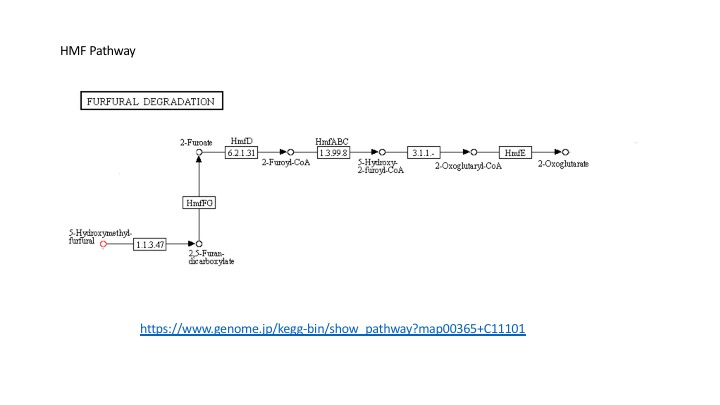 HMF Pathway
FURFURAL DEGRADATION
2-Furoate
HmfD
HmfABC
6.2.1.31
1.3.99.8
3.1.1.-
HmfE
2-Furoyl-CoA
5-Hydroxy-
2-furoyl-CoA
2-Oxoglutaryl-CoA
2-Oxoglutarate
HmfFG
5-Hydroxymethyl-
furfural
1.1.3.47
2,5-Furan-
dicarboxylate
https://www.genome.jp/kegg-bin/show_pathway?map00365+C11101